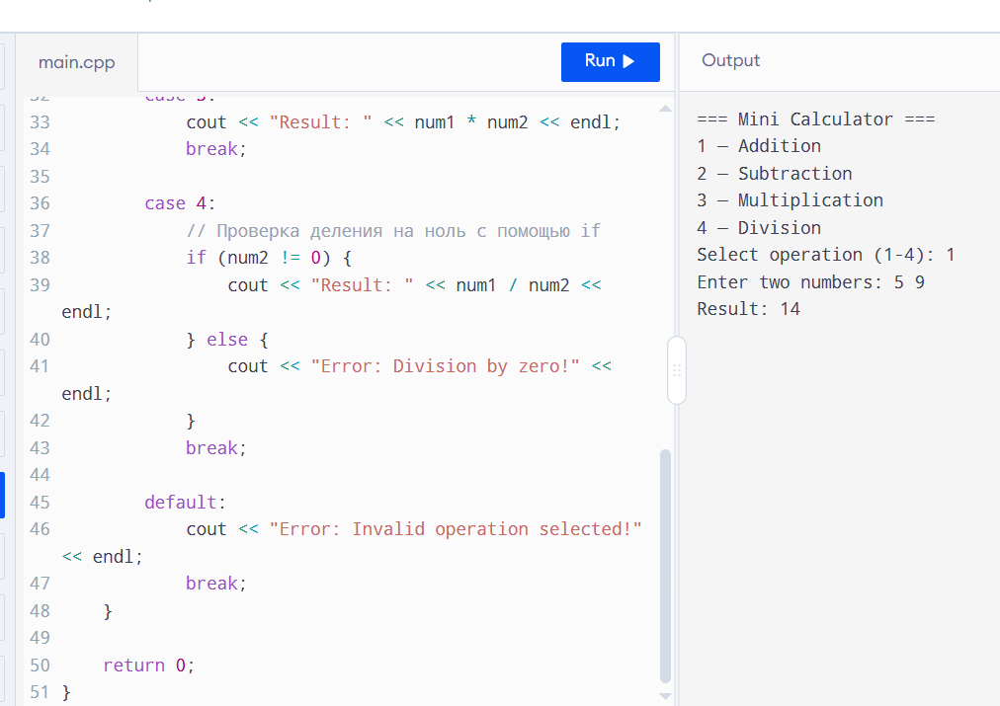 main.cpp
Run
Output
32 case 3:
33 cout << "Result: " << num1 * num2 << endl;
34 break;
35
36 case 4:
37 // Проверка деления на ноль с помощью if
38 if (num2 != 0) {
39 cout << "Result: " << num1 / num2 <<
endl;
40 } else {
41 cout << "Error: Division by zero!" <<
endl;
42 }
43 break;
44
45 default:
46 cout << "Error: Invalid operation selected!"
<< endl;
47 break;
48 }
49
50 return 0;
51 }
=== Mini Calculator ===
1 – Addition
2 – Subtraction
3 – Multiplication
4 – Division
Select operation (1-4): 1
Enter two numbers: 5 9
Result: 14